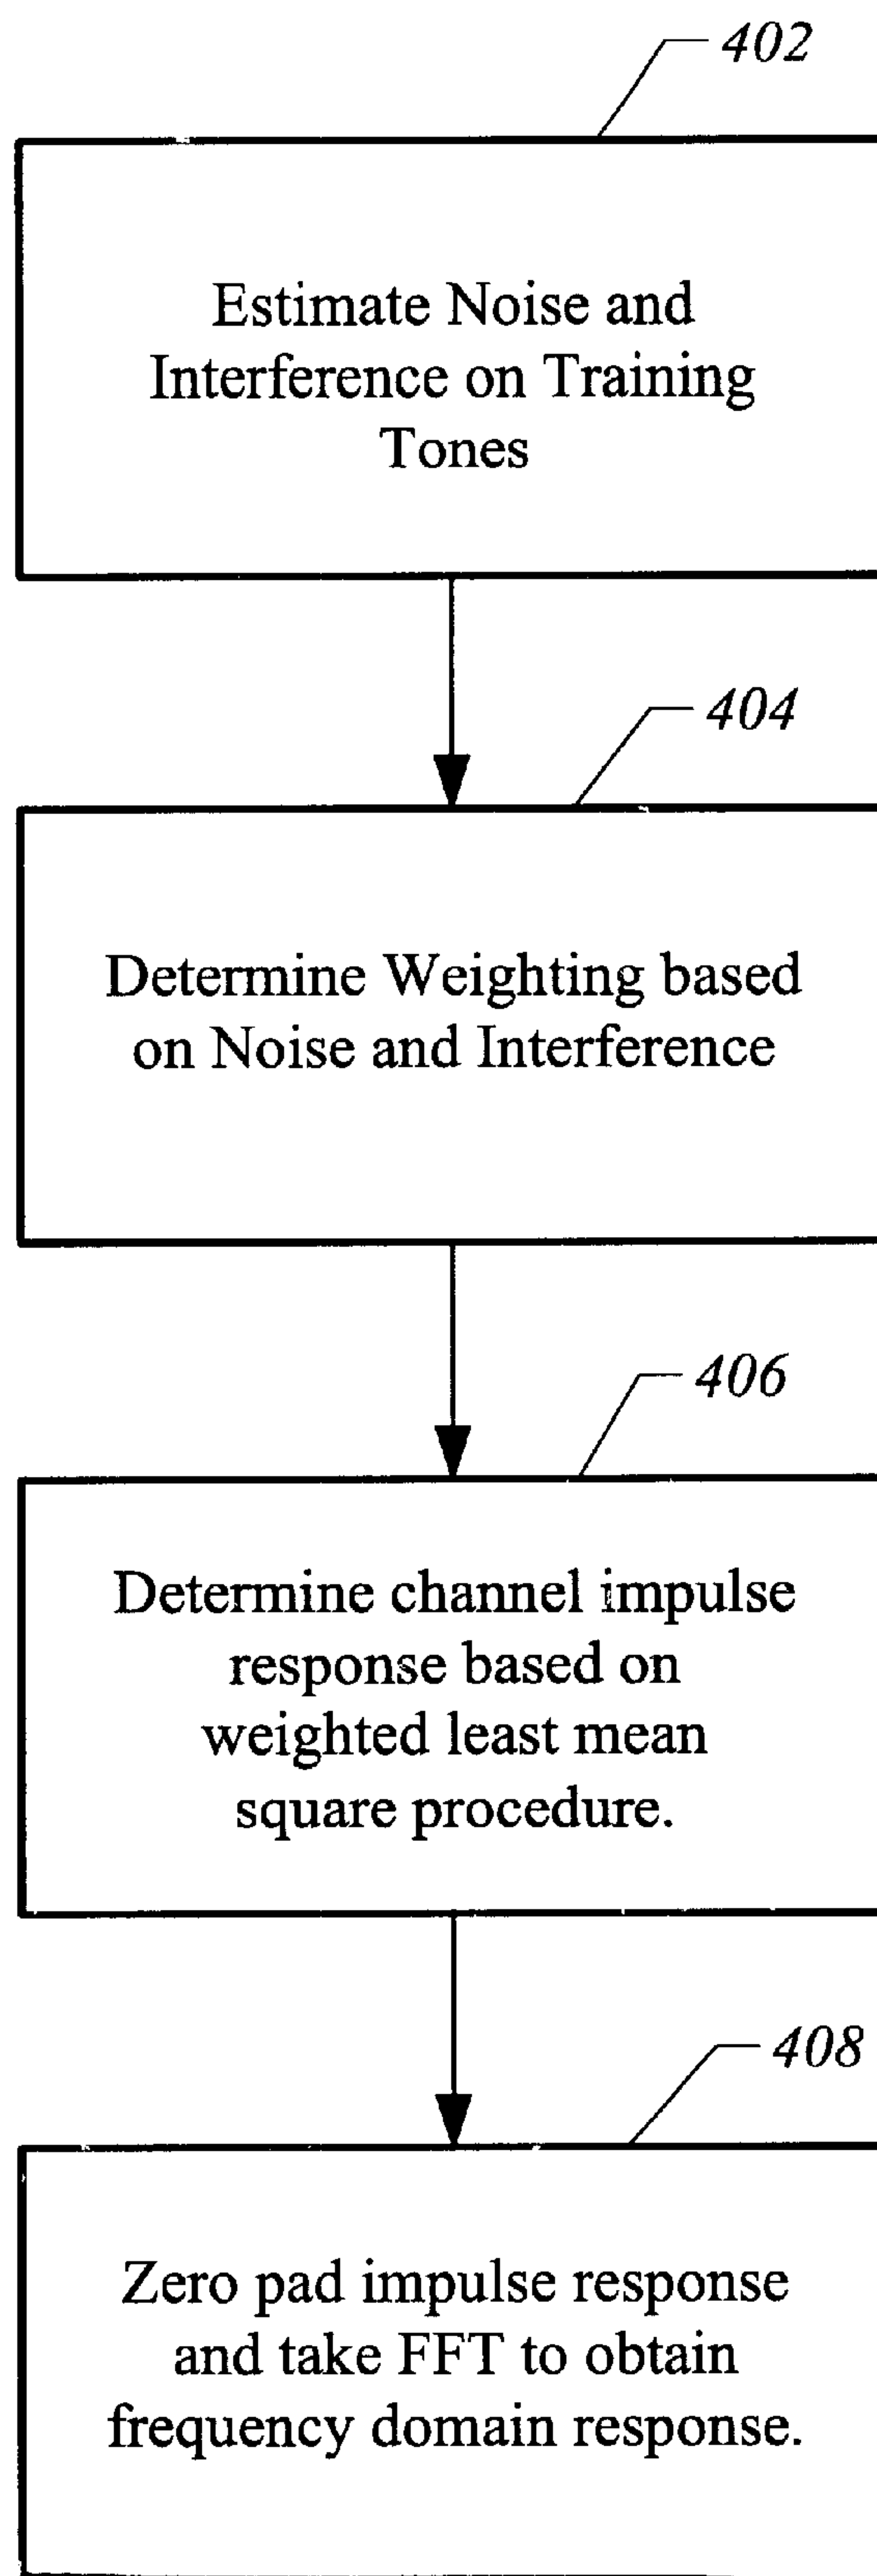 402
Estimate Noise and
Interference on Training
Tones
404
Determine Weighting based
on Noise and Interference
406
Determine channel impulse
response based on
weighted least mean
square procedure.
408
Zero pad impulse response
and take FFT to obtain
frequency domain response.